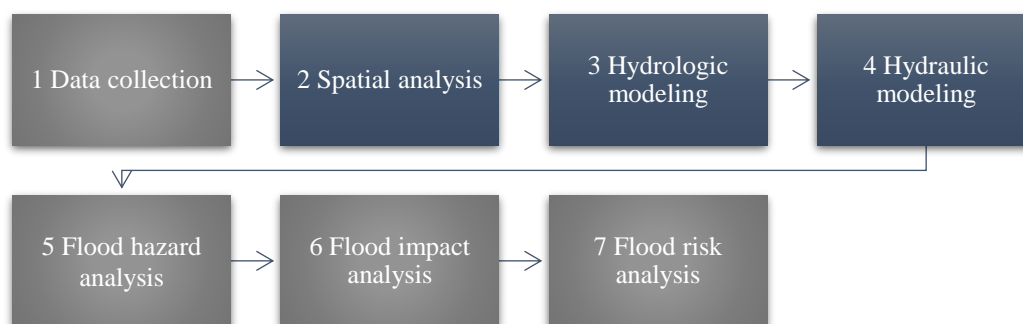 1 Data collection
2 Spatial analysis
3 Hydrologic
modeling
4 Hydraulic
modeling
5 Flood hazard
analysis
6 Flood impact
analysis
7 Flood risk
analysis